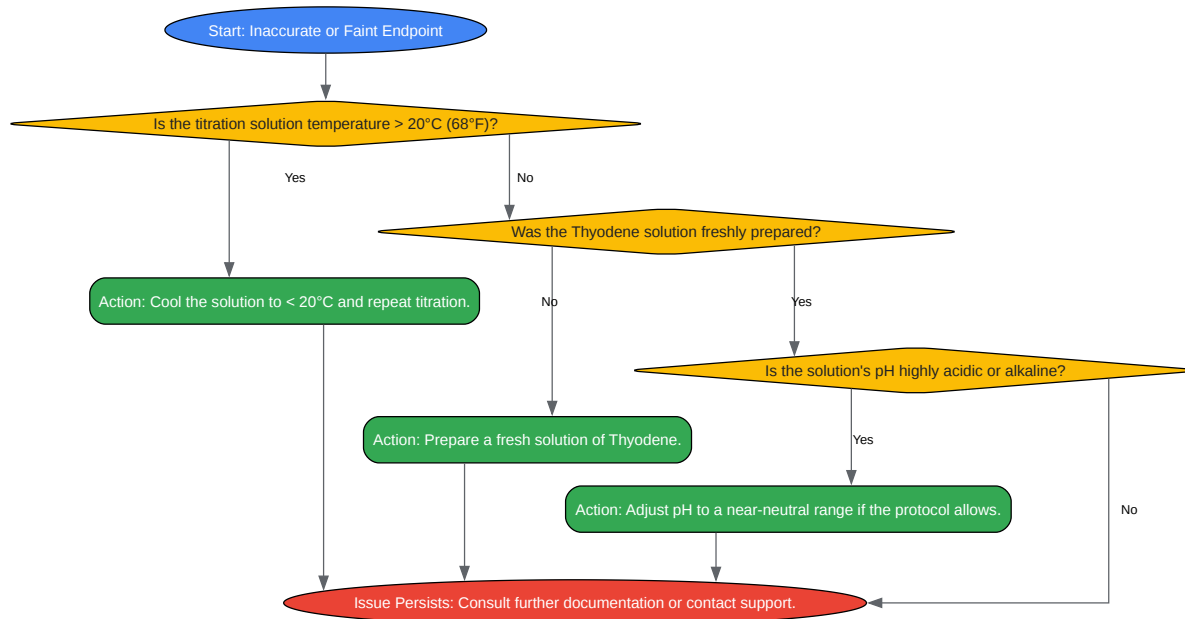 Start: Inaccurate or Faint Endpoint
Is the titration solution temperature > 20°C (68°F)?
Yes
No
Was the Thyodene solution freshly prepared?
Action: Cool the solution to < 20°C and repeat titration.
No
Yes
Is the solution's pH highly acidic or alkaline?
Action: Prepare a fresh solution of Thyodene.
Yes
Action: Adjust pH to a near-neutral range if the protocol allows.
No
Issue Persists: Consult further documentation or contact support.